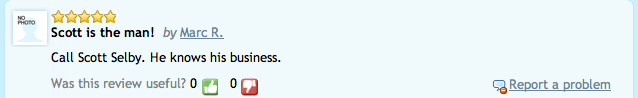 NO
PHOTO
Scott is the man! by Marc R.
Call Scott Selby. He knows his business.
Was this review useful? 0 0 Report a problem